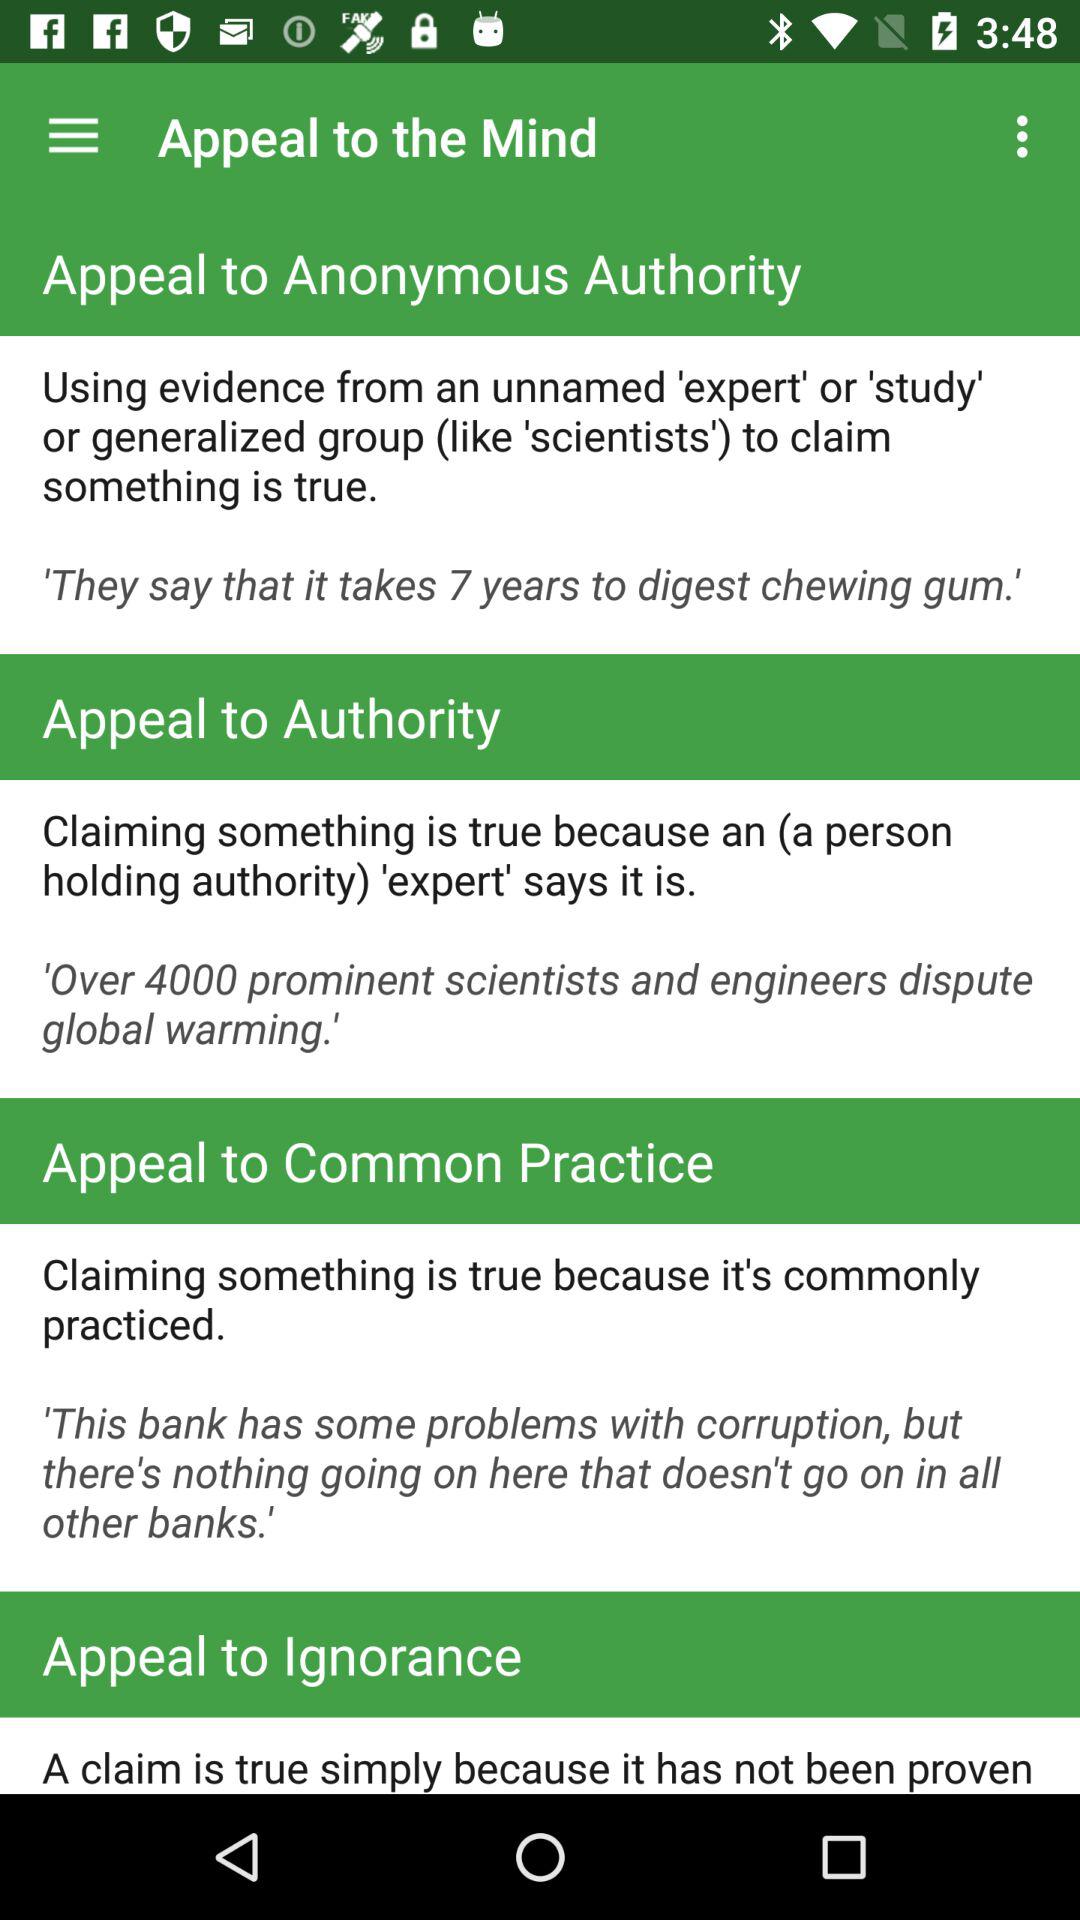 FAKE
3:48
Appeal to the Mind
Appeal to Anonymous Authority
Using evidence from an unnamed 'expert' or 'study'
or generalized group (like 'scientists') to claim
something is true.
'They say that it takes 7 years to digest chewing gum.'
Appeal to Authority
Claiming something is true because an (a person
holding authority) 'expert' says it is.
'Over 4000 prominent scientists and engineers dispute
global warming.'
Appeal to Common Practice
Claiming something is true because it's commonly
practiced.
'This bank has some problems with corruption, but
there's nothing going on here that doesn't go on in all
other banks.'
Appeal to Ignorance
A claim is true simply because it has not been proven